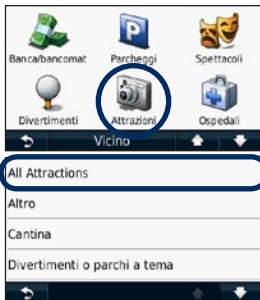 Banca/bancomat Parcheggi Spettacoli
Divertimenti Attrazioni Ospedali
Vicino
All Attractions
Altro
Cantina
Divertimenti o parchi a tema